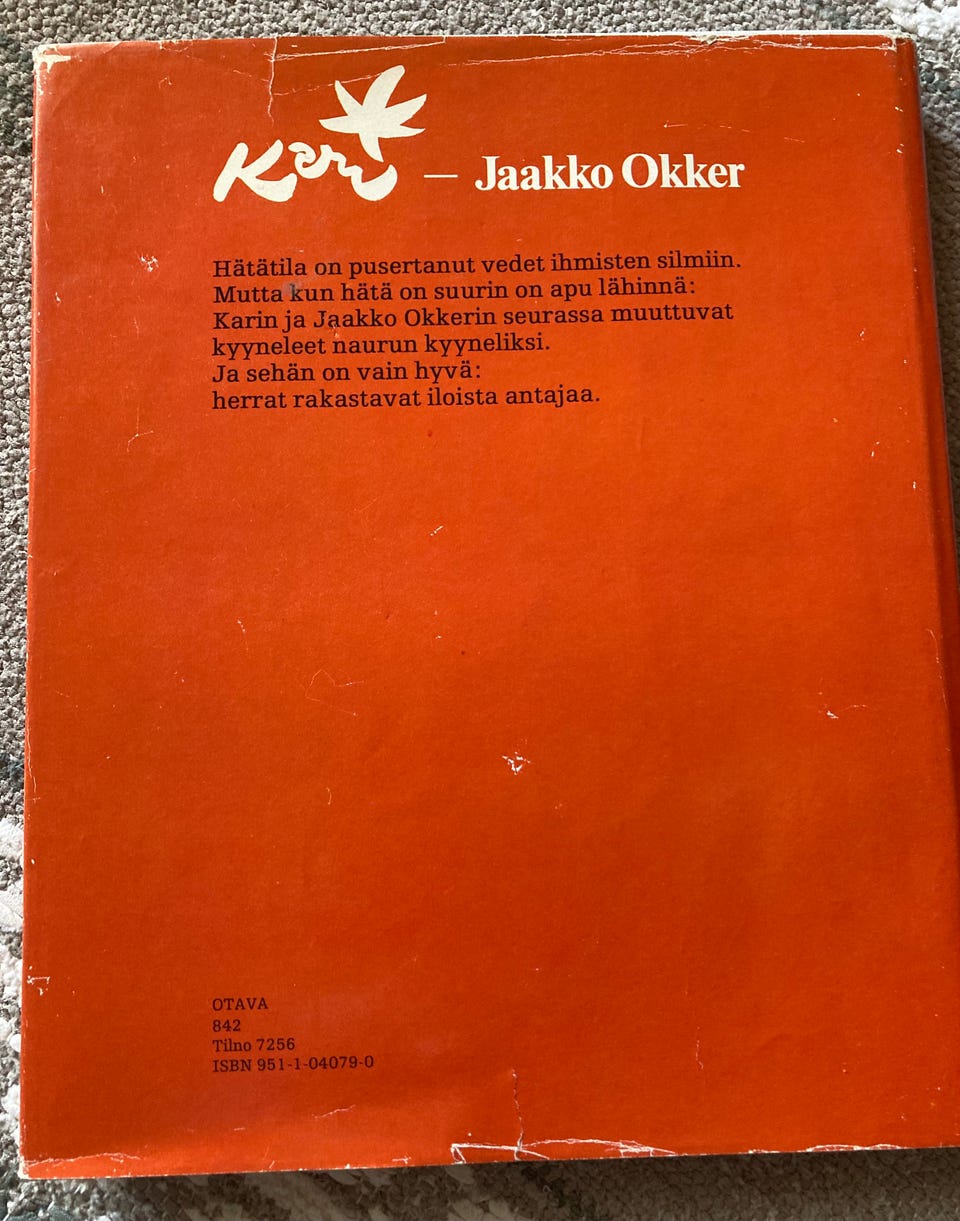 Kari — Jaakko Okker
Hätätila on pusertanut vedet ihmisten silmiin.
Mutta kun hätä on suurin on apu lähinnä:
Karin ja Jaakko Okkerin seurassa muuttuvat
kyyneleet naurun kyyneliksi.
Ja sehän on vain hyvä:
herrat rakastavat iloista antajaa.
OTAVA
842
Tilno 7256
ISBN 951-1-04079-0